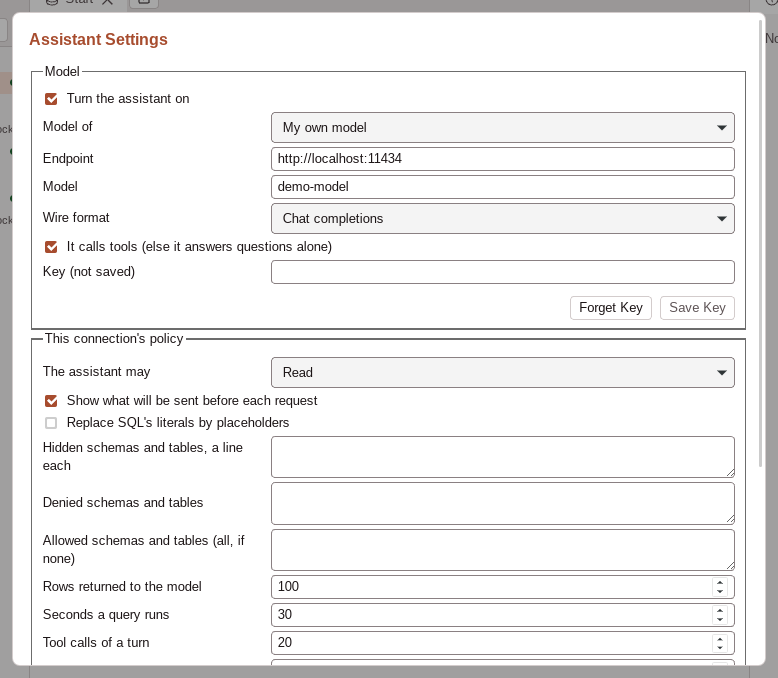 Start
Assistant Settings
Model
Turn the assistant on
Model of
My own model
Endpoint
http://localhost:11434
Model
demo-model
Wire format
Chat completions
It calls tools (else it answers questions alone)
Key (not saved)
Forget Key
Save Key
This connection's policy
The assistant may
Read
Show what will be sent before each request
Replace SQL's literals by placeholders
Hidden schemas and tables, a line
each
Denied schemas and tables
Allowed schemas and tables (all, if
none)
Rows returned to the model
100
Seconds a query runs
30
Tool calls of a turn
20